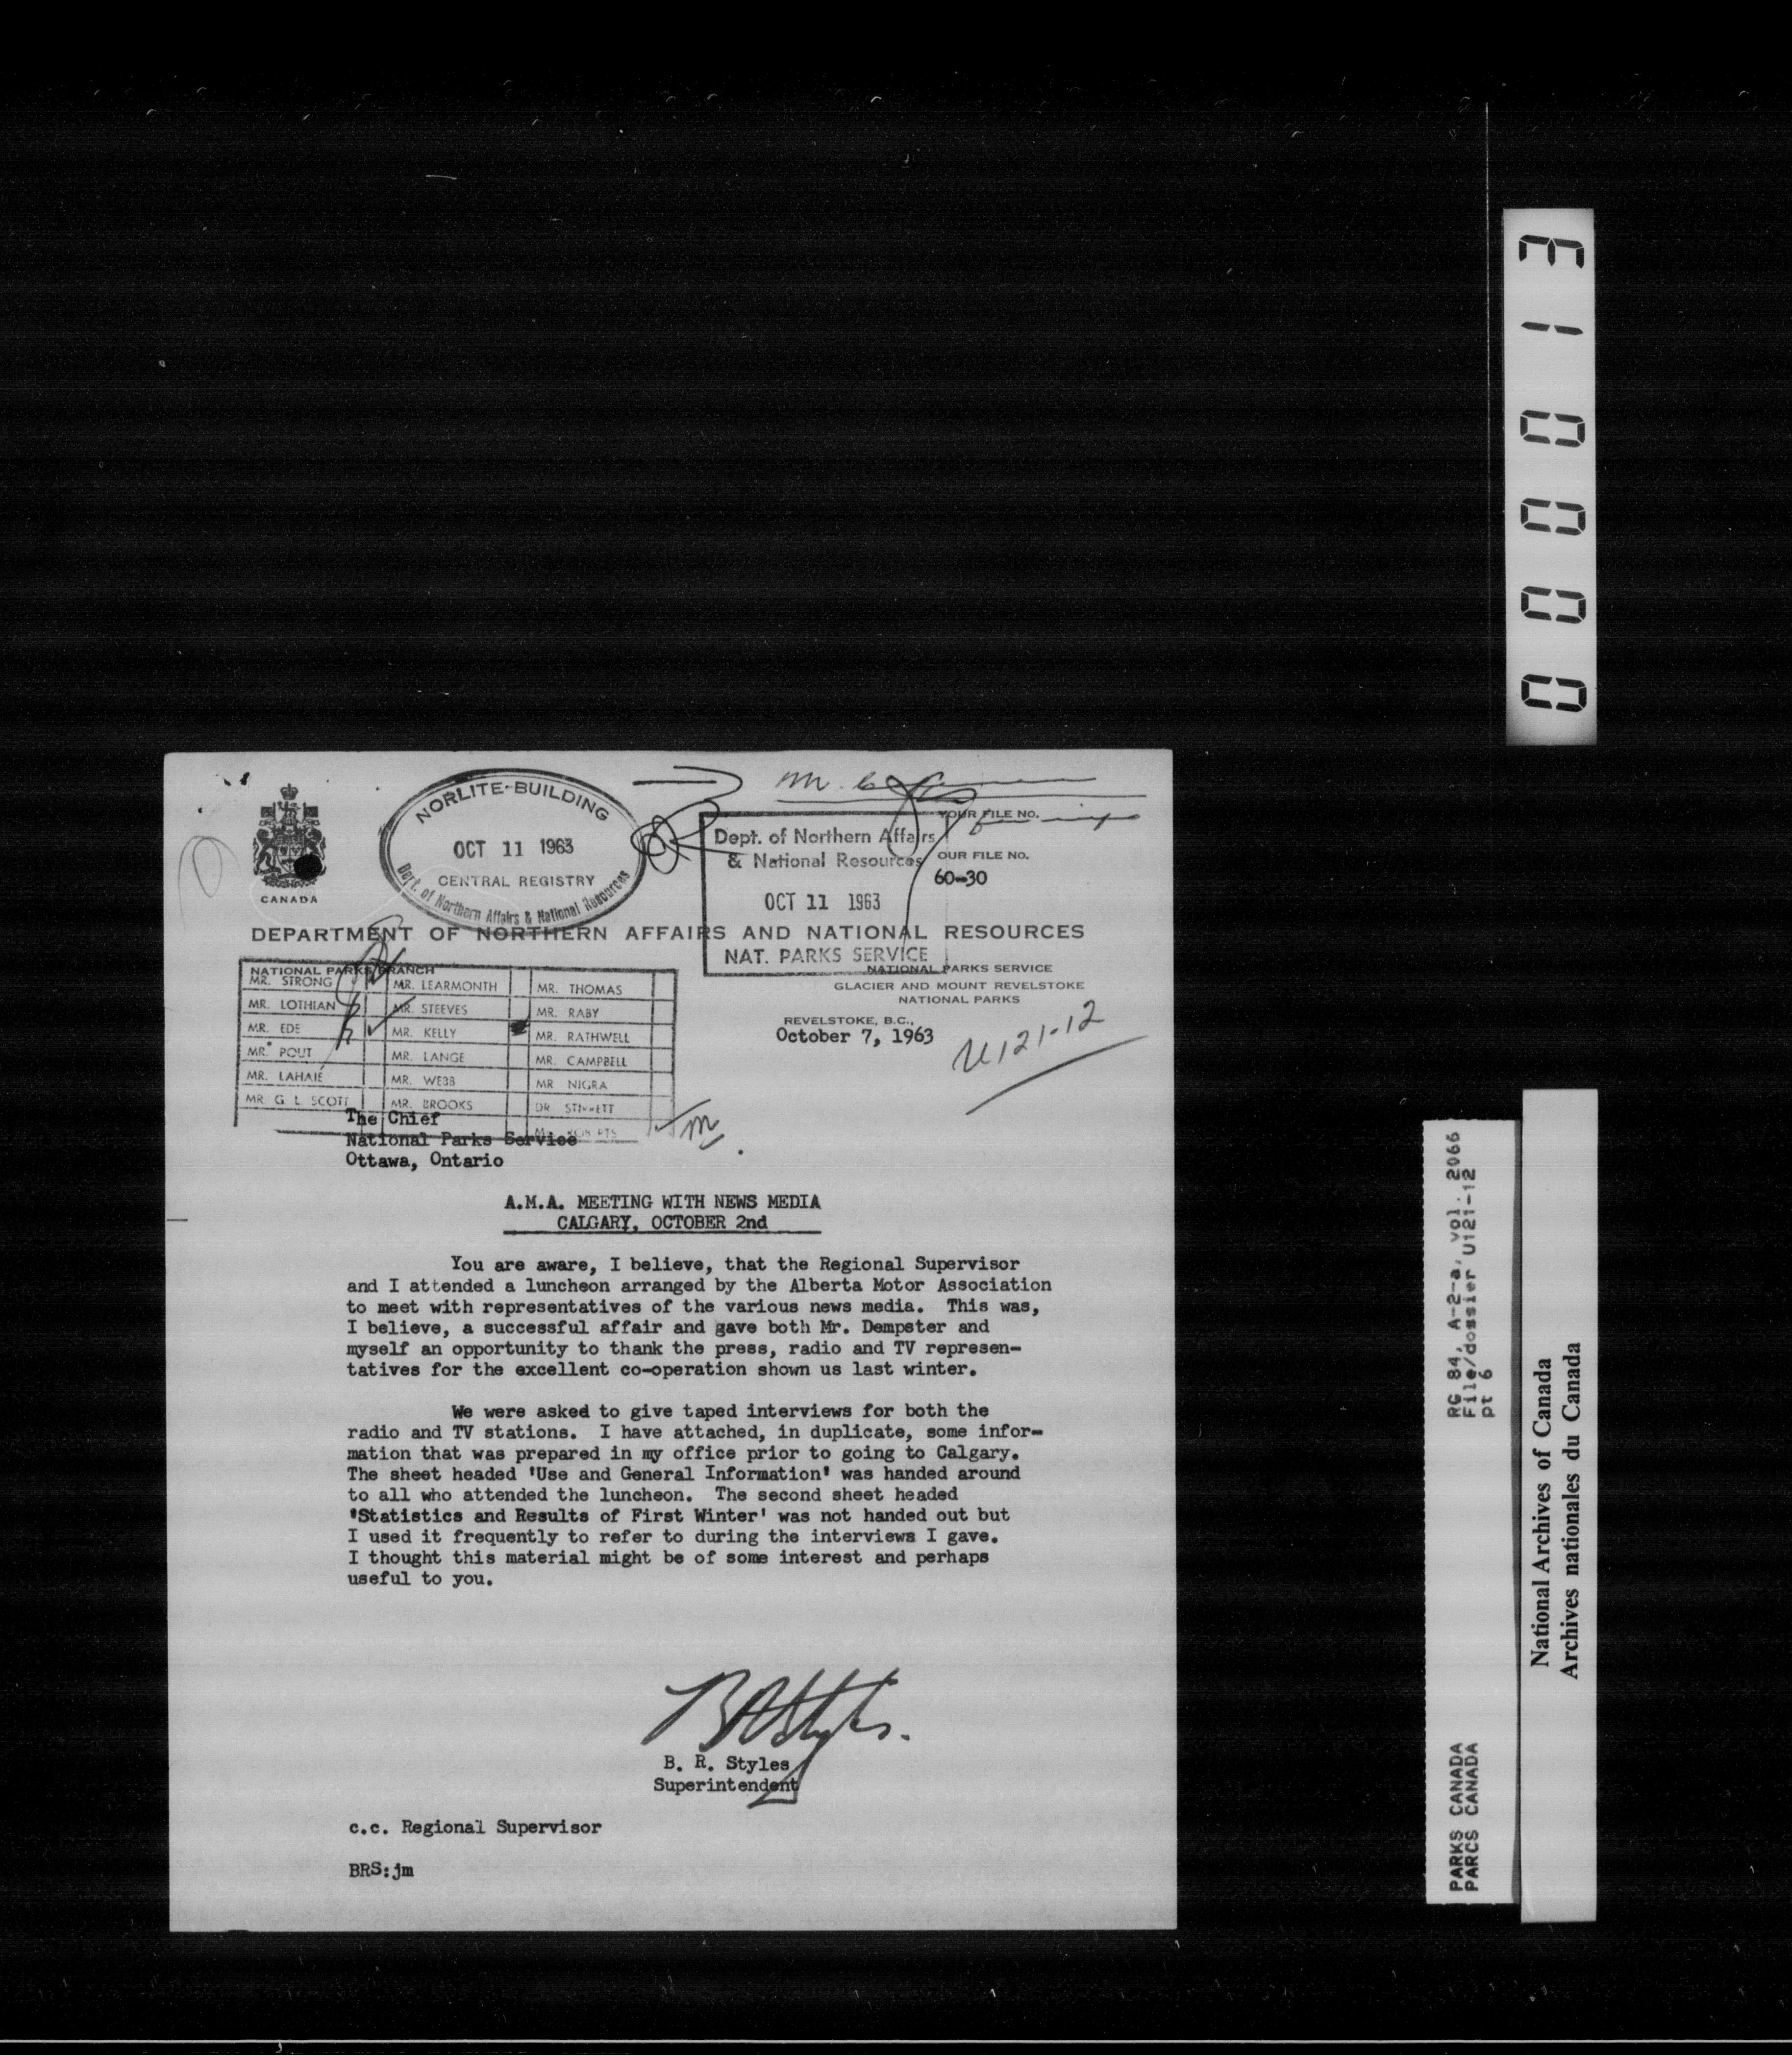 NORLITE-BUILDING
OCT 11 1963
CENTRAL REGISTRY
Dept. of Northern Affairs & National Resources
CANADA
Dept. of Northern Affairs
& National Resources
OCT 11 1963
NAT. PARKS SERVICE
YOUR FILE NO.
OUR FILE NO.
60-30
DEPARTMENT OF NORTHERN AFFAIRS AND NATIONAL RESOURCES
NATIONAL PARKS SERVICE
GLACIER AND MOUNT REVELSTOKE
NATIONAL PARKS
REVELSTOKE, B.C.,
October 7, 1963
U121-12
NATIONAL PARKS BRANCH
MR. STRONG MR. LEARMONTH MR. THOMAS
MR. LOTHIAN MR. STEEVES MR. RABY
MR. EDE MR. KELLY MR. RATHWELL
MR. POUT MR. LANGE MR. CAMPBELL
MR. LAHAIE MR. WEBB MR NIGRA
MR G. L. SCOTT MR. BROOKS DR
The Chief
National Parks Service
Ottawa, Ontario
A.M.A. MEETING WITH NEWS MEDIA
CALGARY, OCTOBER 2nd
You are aware, I believe, that the Regional Supervisor
and I attended a luncheon arranged by the Alberta Motor Association
to meet with representatives of the various news media. This was,
I believe, a successful affair and gave both Mr. Dempster and
myself an opportunity to thank the press, radio and TV represen-
tatives for the excellent co-operation shown us last winter.
We were asked to give taped interviews for both the
radio and TV stations. I have attached, in duplicate, some infor-
mation that was prepared in my office prior to going to Calgary.
The sheet headed 'Use and General Information' was handed around
to all who attended the luncheon. The second sheet headed
'Statistics and Results of First Winter' was not handed out but
I used it frequently to refer to during the interviews I gave.
I thought this material might be of some interest and perhaps
useful to you.
B. R. Styles
Superintendent
c.c. Regional Supervisor
BRS:jm
000013
RG 84, A-2-a, vol. 2066
File/dossier U121-12
pt 6
PARKS CANADA
PARCS CANADA
National Archives of Canada
Archives nationales du Canada